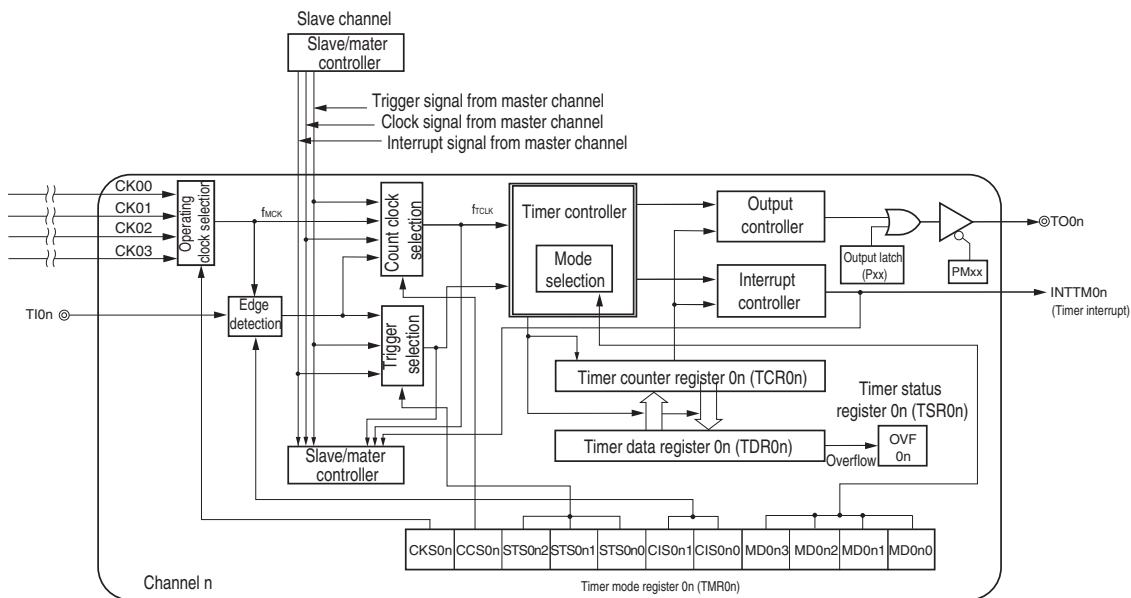 Slave channel
Slave/mater
controller
Trigger signal from master channel
Clock signal from master channel
Interrupt signal from master channel
CK00
CK01
CK02
CK03
Operating
clock selection
fMCK
Count clock
selection
fTCLK
Timer controller
Mode
selection
Output
controller
TO0n
Output latch
(Pxx)
PMxx
Interrupt
controller
INTTM0n
(Timer interrupt)
TI0n
Edge
detection
Trigger
selection
Timer counter register 0n (TCR0n)
Timer status
register 0n (TSR0n)
Timer data register 0n (TDR0n)
Overflow
OVF
0n
Slave/mater
controller
CKS0n CCS0n STS0n2 STS0n1 STS0n0 CIS0n1 CIS0n0 MD0n3 MD0n2 MD0n1 MD0n0
Channel n
Timer mode register 0n (TMR0n)